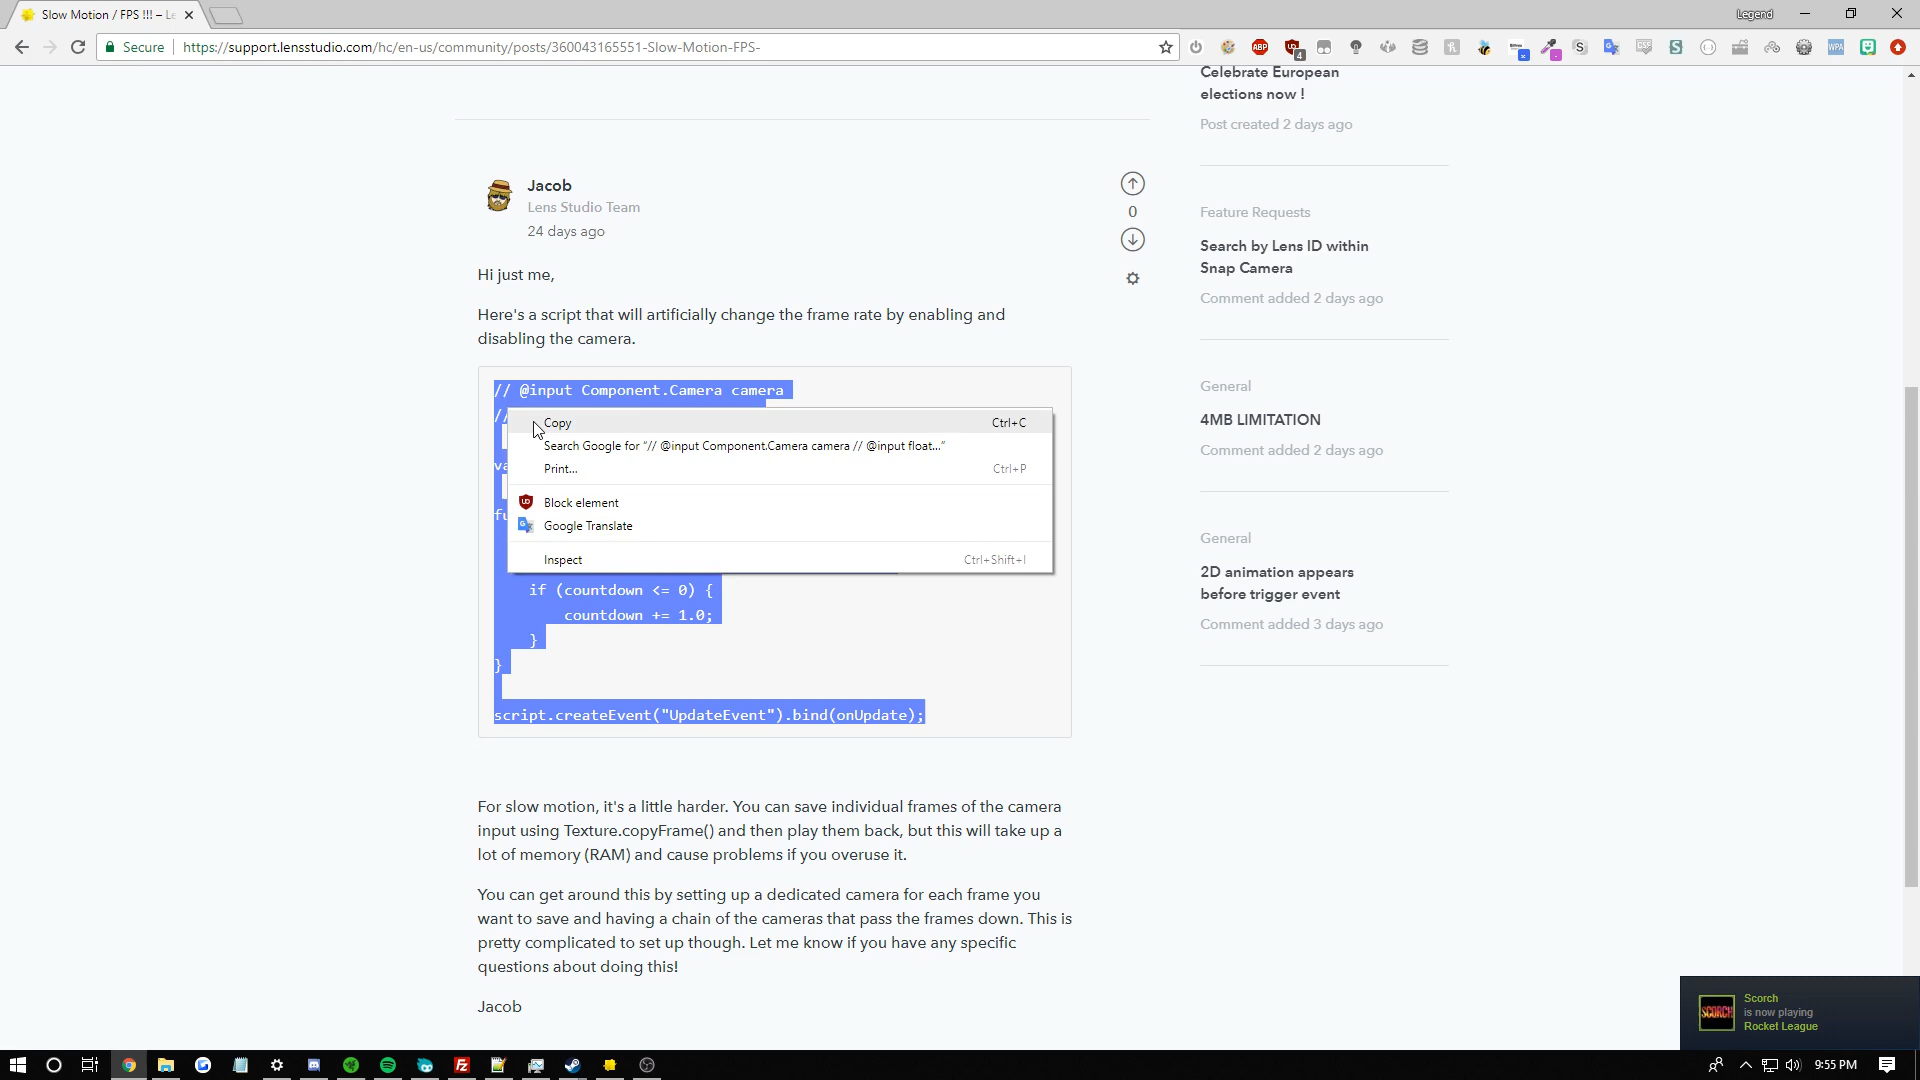 Slow Motion / FPS !!! – Le
Legend
Secure
https://support.lensstudio.com/hc/en-us/community/posts/360043165551-Slow-Motion-FPS-
ABP
4
WPA
Celebrate European
elections now !
Post created 2 days ago
Jacob
Lens Studio Team
24 days ago
0
Hi just me,
Here's a script that will artificially change the frame rate by enabling and
disabling the camera.
// @input Component.Camera camera
//
Copy Ctrl+C
Search Google for "// @input Component.Camera camera // @input float..."
Print... Ctrl+P
Block element
Google Translate
Inspect Ctrl+Shift+I
if (countdown <= 0) {
countdown += 1.0;
}
}
script.createEvent("UpdateEvent").bind(onUpdate);
For slow motion, it's a little harder. You can save individual frames of the camera
input using Texture.copyFrame() and then play them back, but this will take up a
lot of memory (RAM) and cause problems if you overuse it.
You can get around this by setting up a dedicated camera for each frame you
want to save and having a chain of the cameras that pass the frames down. This is
pretty complicated to set up though. Let me know if you have any specific
questions about doing this!
Jacob
Feature Requests
Search by Lens ID within
Snap Camera
Comment added 2 days ago
General
4MB LIMITATION
Comment added 2 days ago
General
2D animation appears
before trigger event
Comment added 3 days ago
SCORCH
Scorch
is now playing
Rocket League
9:55 PM